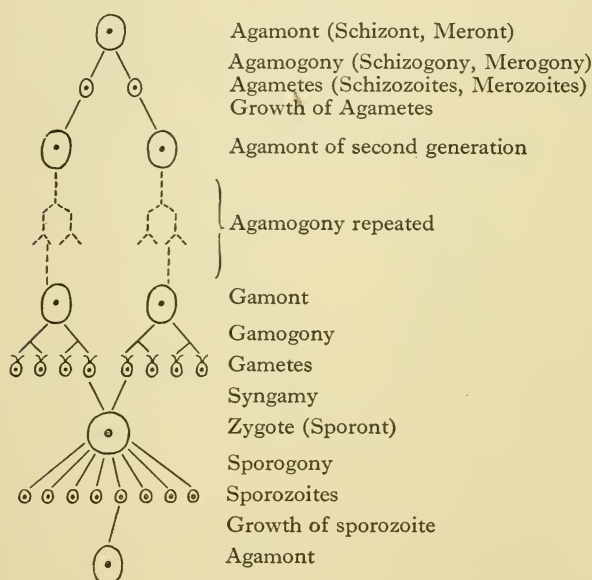 Agamont (Schizont, Meront)
Agamogony (Schizogony, Merogony)
Agametes (Schizozoites, Merozoites)
Growth of Agametes
Agamont of second generation
Agamogony repeated
Gamont
Gamogony
Gametes
Syngamy
Zygote (Sporont)
Sporogony
Sporozoites
Growth of sporozoite
Agamont